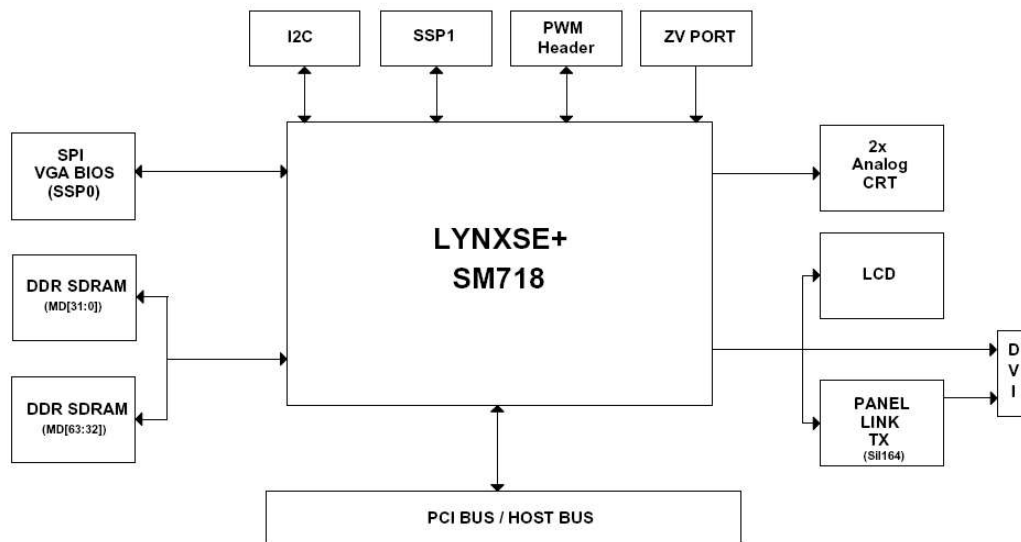 I2C
SSP1
PWM
Header
ZV PORT
SPI
VGA BIOS
(SSP0)
2x
Analog
CRT
LYNXSE+
SM718
DDR SDRAM
(MD[31:0])
LCD
DDR SDRAM
(MD[63:32])
D
V
I
PANEL
LINK
TX
(Sil164)
PCI BUS / HOST BUS